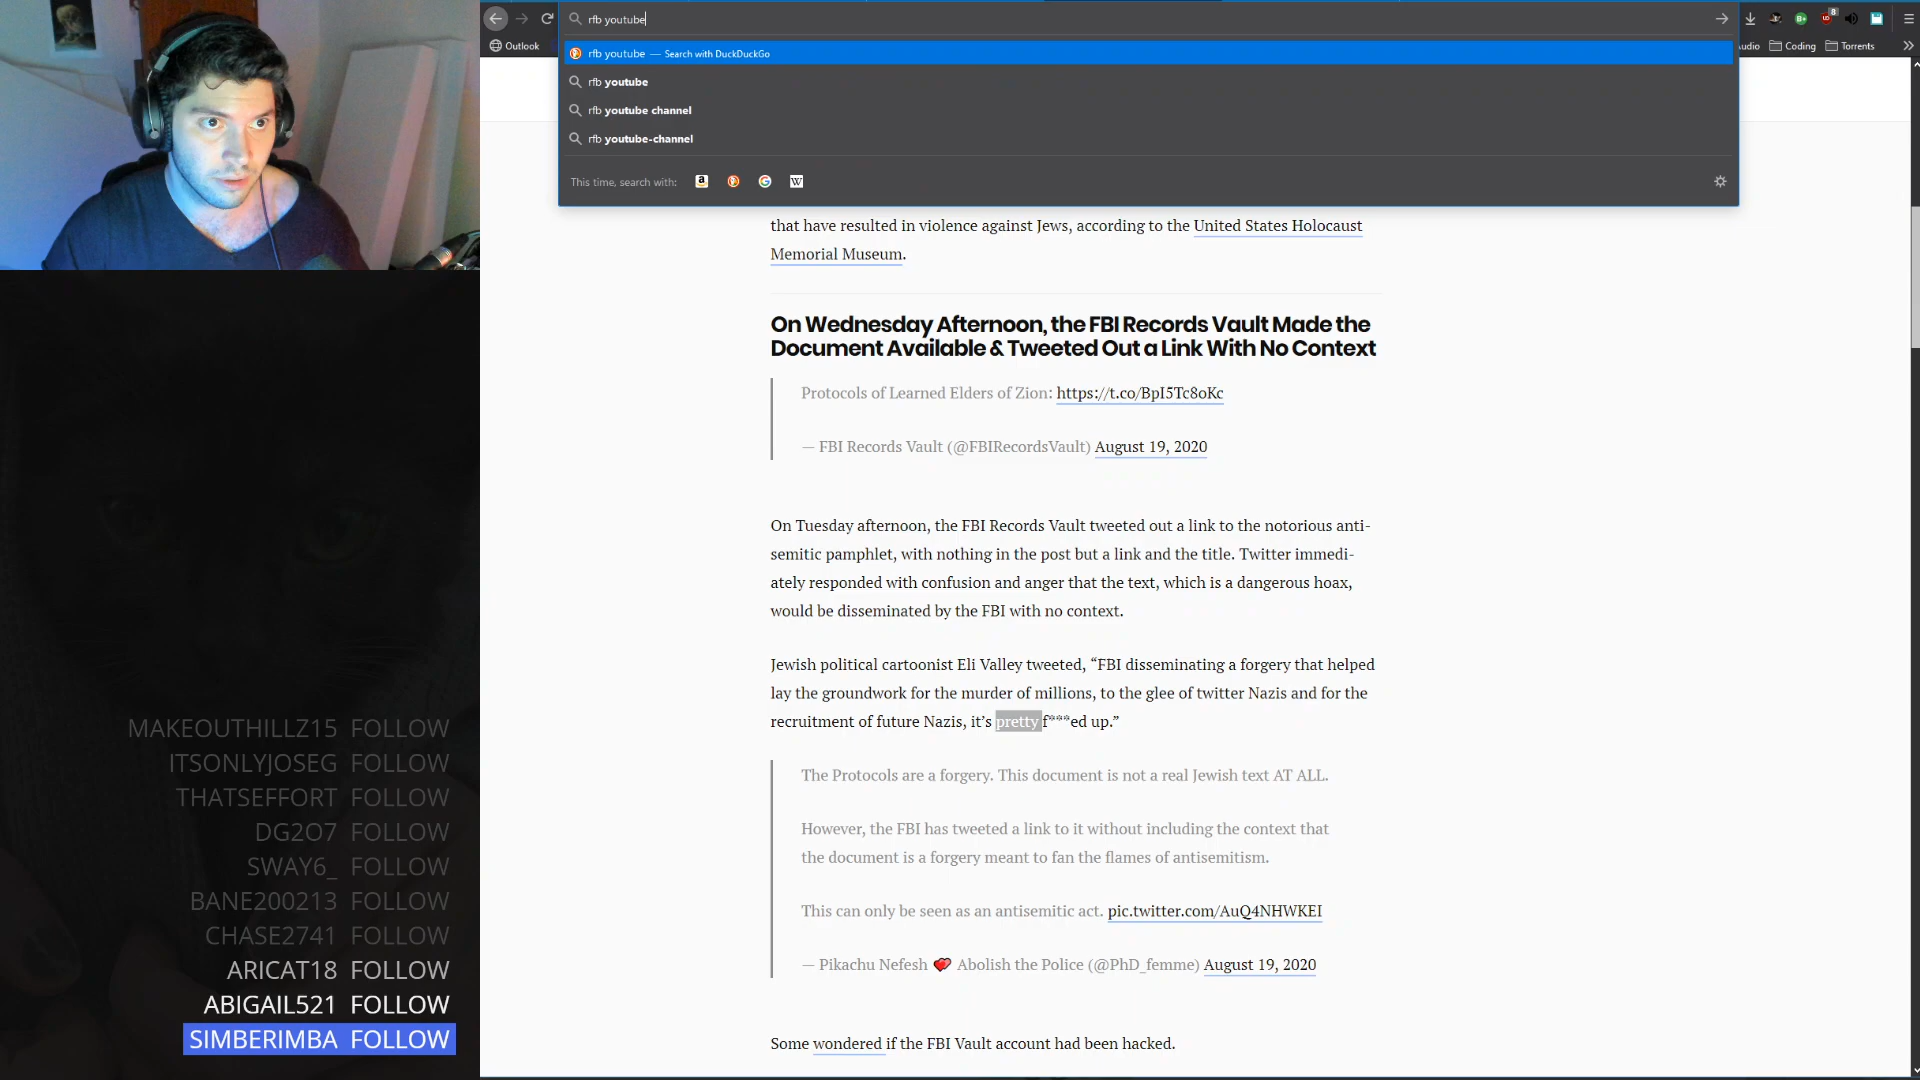 rfb youtube
8
Outlook
Coding
Torrents
rfb youtube — Search with DuckDuckGo
rfb youtube
rfb youtube channel
rfb youtube-channel
This time, search with:
that have resulted in violence against Jews, according to the United States Holocaust
Memorial Museum.
On Wednesday Afternoon, the FBI Records Vault Made the
Document Available & Tweeted Out a Link With No Context
Protocols of Learned Elders of Zion: https://t.co/BpI5Tc8oKc
— FBI Records Vault (@FBIRecordsVault) August 19, 2020
On Tuesday afternoon, the FBI Records Vault tweeted out a link to the notorious anti-
semitic pamphlet, with nothing in the post but a link and the title. Twitter immedi-
ately responded with confusion and anger that the text, which is a dangerous hoax,
would be disseminated by the FBI with no context.
Jewish political cartoonist Eli Valley tweeted, “FBI disseminating a forgery that helped
lay the groundwork for the murder of millions, to the glee of twitter Nazis and for the
recruitment of future Nazis, it’s pretty f***ed up.”
The Protocols are a forgery. This document is not a real Jewish text AT ALL.
However, the FBI has tweeted a link to it without including the context that
the document is a forgery meant to fan the flames of antisemitism.
This can only be seen as an antisemitic act. pic.twitter.com/AuQ4NHWKEI
— Pikachu Nefesh Abolish the Police (@PhD_femme) August 19, 2020
Some wondered if the FBI Vault account had been hacked.
MAKEOUTHILLZ15 FOLLOW
ITSONLYJOSEG FOLLOW
THATSEFFORT FOLLOW
DG2O7 FOLLOW
SWAY6_ FOLLOW
BANE200213 FOLLOW
CHASE2741 FOLLOW
ARICAT18 FOLLOW
ABIGAIL521 FOLLOW
SIMBERIMBA FOLLOW